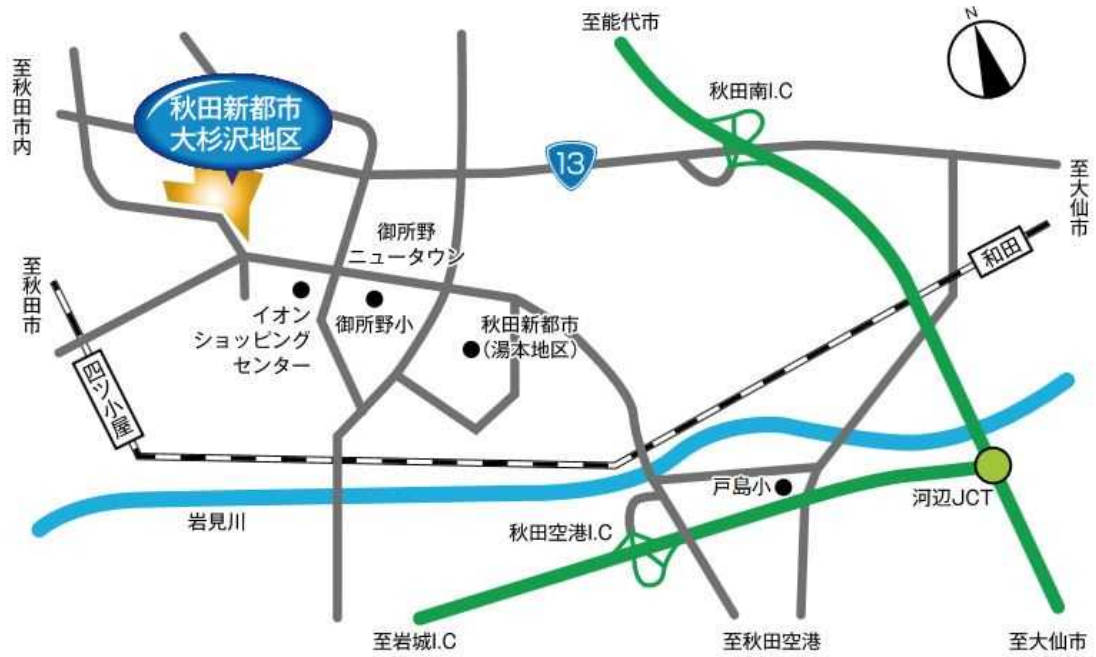 至能代市
N
至秋田市内
秋田新都市
大杉沢地区
秋田南I.C
13
至大仙市
御所野
ニュータウン
和田
至秋田市
イオン
ショッピング
センター
御所野小
秋田新都市
(湯本地区)
四ツ小屋
戸島小
河辺JCT
岩見川
秋田空港I.C
至岩城I.C
至秋田空港
至大仙市